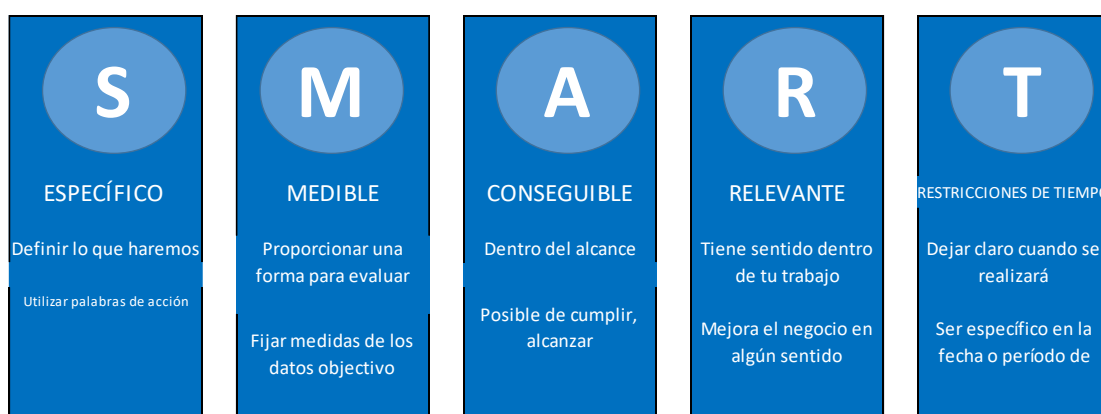 S
ESPECÍFICO
Definir lo que haremos
Utilizar palabras de acción
M
MEDIBLE
Proporcionar una
forma para evaluar
Fijar medidas de los
datos objectivo
A
CONSEGUIBLE
Dentro del alcance
Posible de cumplir,
alcanzar
R
RELEVANTE
Tiene sentido dentro
de tu trabajo
Mejora el negocio en
algún sentido
T
RESTRICCIONES DE TIEMPO
Dejar claro cuando se
realizará
Ser específico en la
fecha o período de